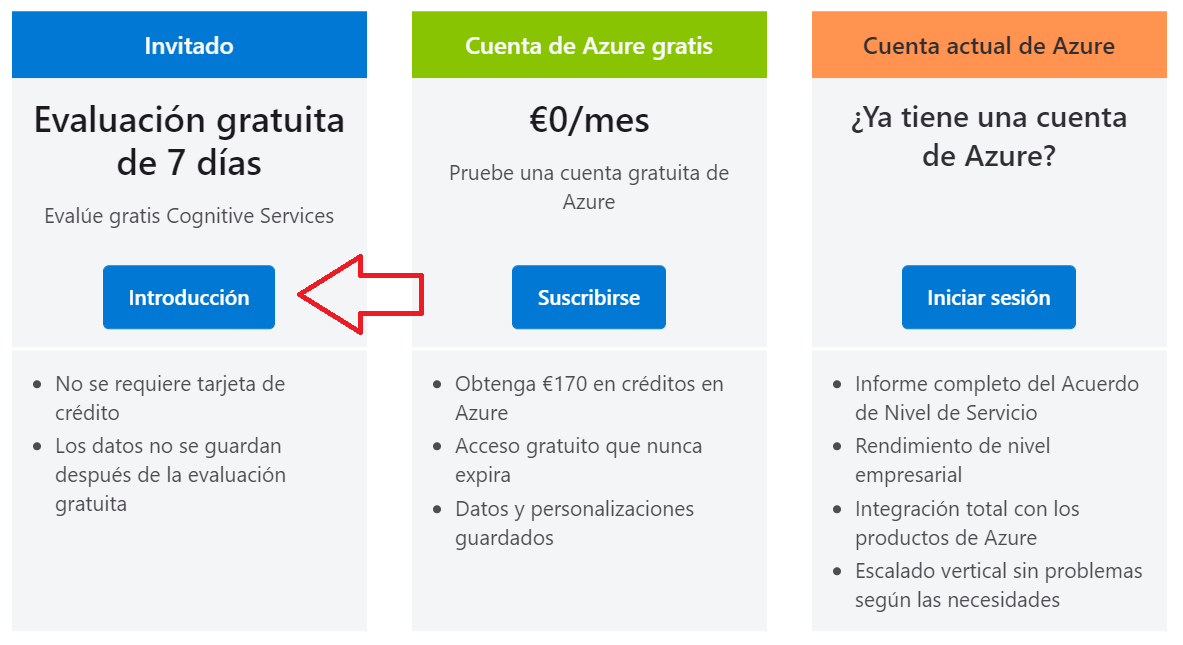 Invitado
Evaluación gratuita
de 7 días
Evalúe gratis Cognitive Services
Introducción
No se requiere tarjeta de
crédito
Los datos no se guardan
después de la evaluación
gratuita
Cuenta de Azure gratis
€0/mes
Pruebe una cuenta gratuita de
Azure
Suscribirse
Obtenga €170 en créditos en
Azure
Acceso gratuito que nunca
expira
Datos y personalizaciones
guardados
Cuenta actual de Azure
¿Ya tiene una cuenta
de Azure?
Iniciar sesión
Informe completo del Acuerdo
de Nivel de Servicio
Rendimiento de nivel
empresarial
Integración total con los
productos de Azure
Escalado vertical sin problemas
según las necesidades